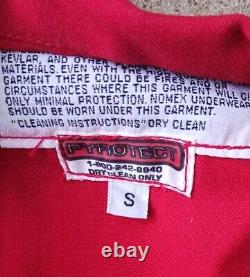 KEVLAR, AND OTHER
MATERIALS. EVEN WITH THE
GARMENT THERE COULD BE FIRES OR
CIRCUMSTANCES WHERE THIS GARMENT WILL
ONLY MINIMAL PROTECTION. NOMEX UNDERWEAR
SHOULD BE WORN UNDER THIS GARMENT.
"CLEANING INSTRUCTIONS" DRY CLEAN
PYROTECT
1-800-242-9940
DRY CLEAN ONLY
S